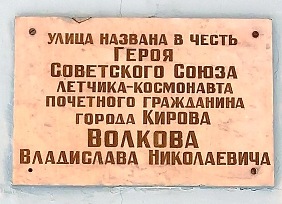 УЛИЦА НАЗВАНА В ЧЕСТЬ
ГЕРОЯ
СОВЕТСКОГО СОЮЗА
ЛЕТЧИКА-КОСМОНАВТА
ПОЧЕТНОГО ГРАЖДАНИНА
ГОРОДА КИРОВА
ВОЛКОВА
ВЛАДИСЛАВА НИКОЛАЕВИЧА